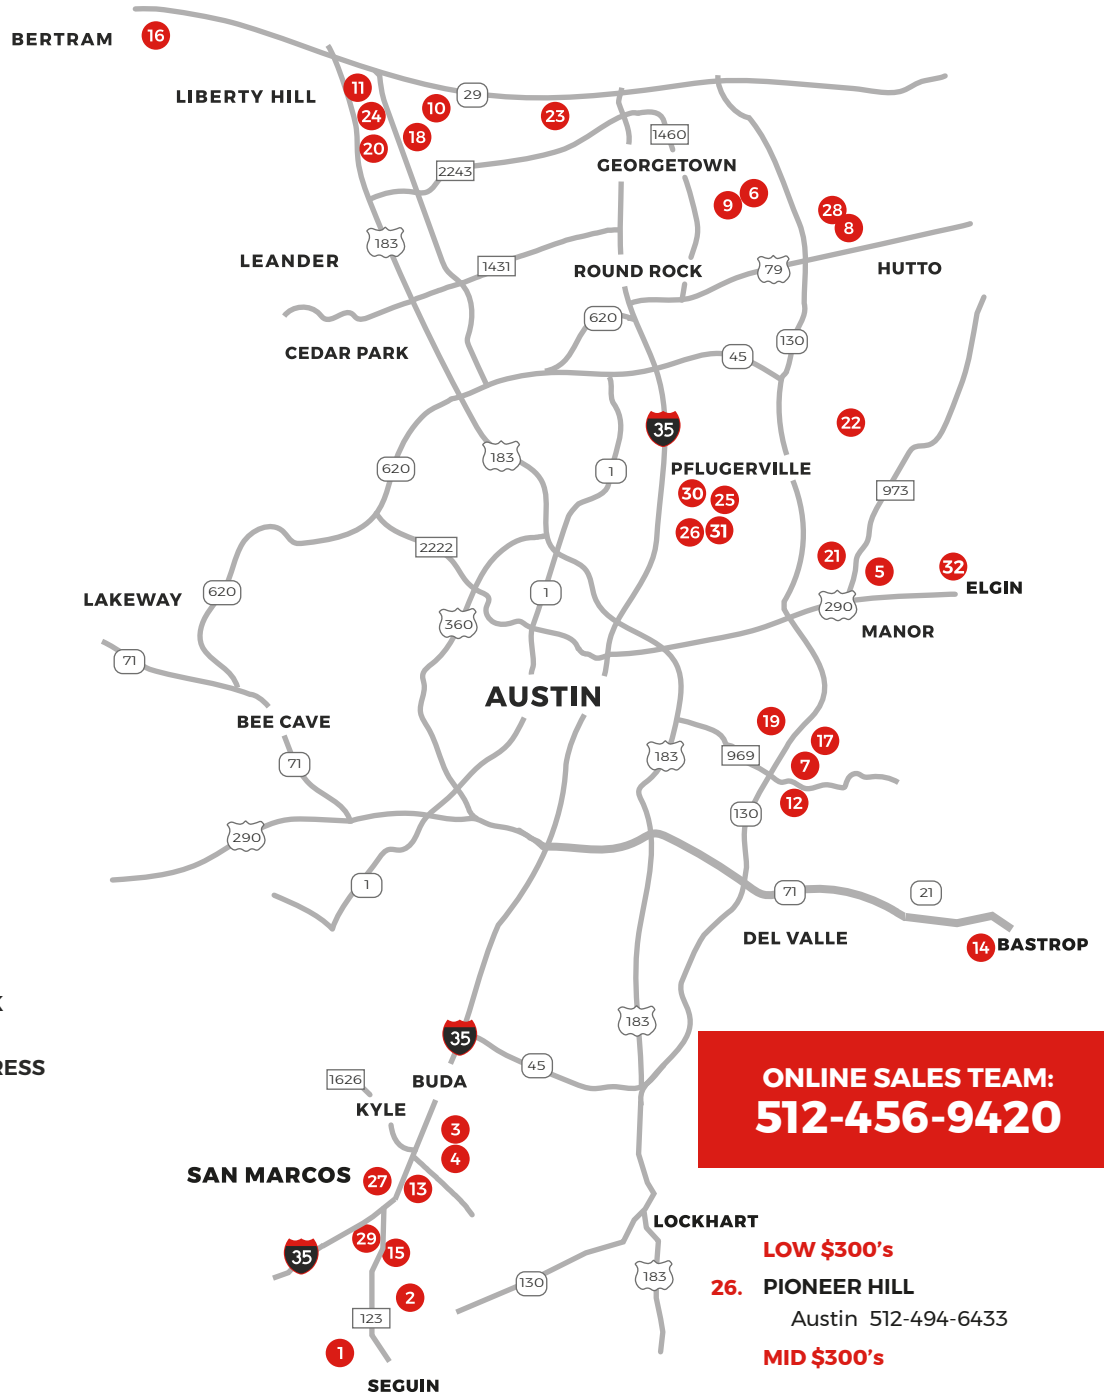 BERTRAM
16
LIBERTY HILL
11
24
20
10
18
29
23
2243
1460
GEORGETOWN
9
6
28
8
183
LEANDER
1431
ROUND ROCK
79
HUTTO
620
CEDAR PARK
45
130
22
35
183
620
1
PFLUGERVILLE
973
30
25
26
31
2222
21
5
32
ELGIN
LAKEWAY
620
1
290
360
MANOR
71
AUSTIN
BEE CAVE
19
17
183
969
7
71
12
130
290
1
71
21
DEL VALLE
14
BASTROP
K
183
35
RESS
45
1626
BUDA
KYLE
ONLINE SALES TEAM:
512-456-9420
3
4
SAN MARCOS
27
13
LOCKHART
29
15
35
LOW $300's
130
183
2
26. PIONEER HILL
123
Austin 512-494-6433
1
MID $300's
SEGUIN